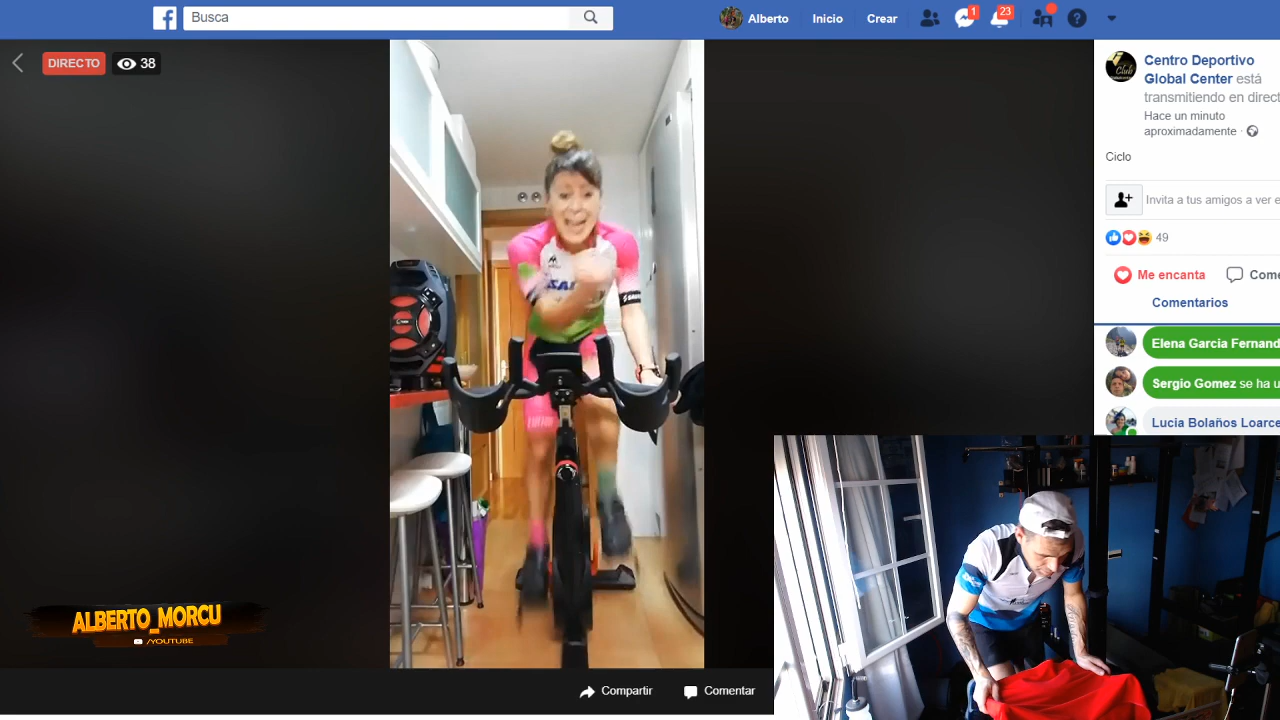 Busca
Alberto
Inicio
Crear
1
23
DIRECTO
38
Centro Deportivo
Global Center está
transmitiendo en direct
Hace un minuto
aproximadamente ·
Ciclo
Invita a tus amigos a ver e
49
Me encanta
Come
Comentarios
Elena Garcia Fernand
Sergio Gomez se ha u
Lucia Bolaños Loarce
ALBERTO_MORCU
/YOUTUBE
Compartir
Comentar